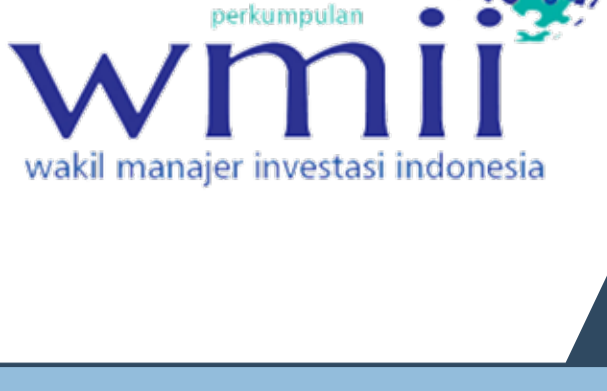 perkumpulan
wmii
wakil manajer investasi indonesia